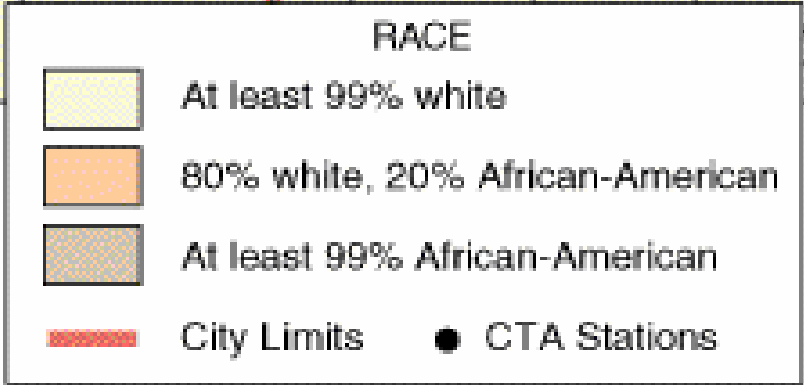 RACE
At least 99% white
80% white, 20% African-American
At least 99% African-American
City Limits
CTA Stations